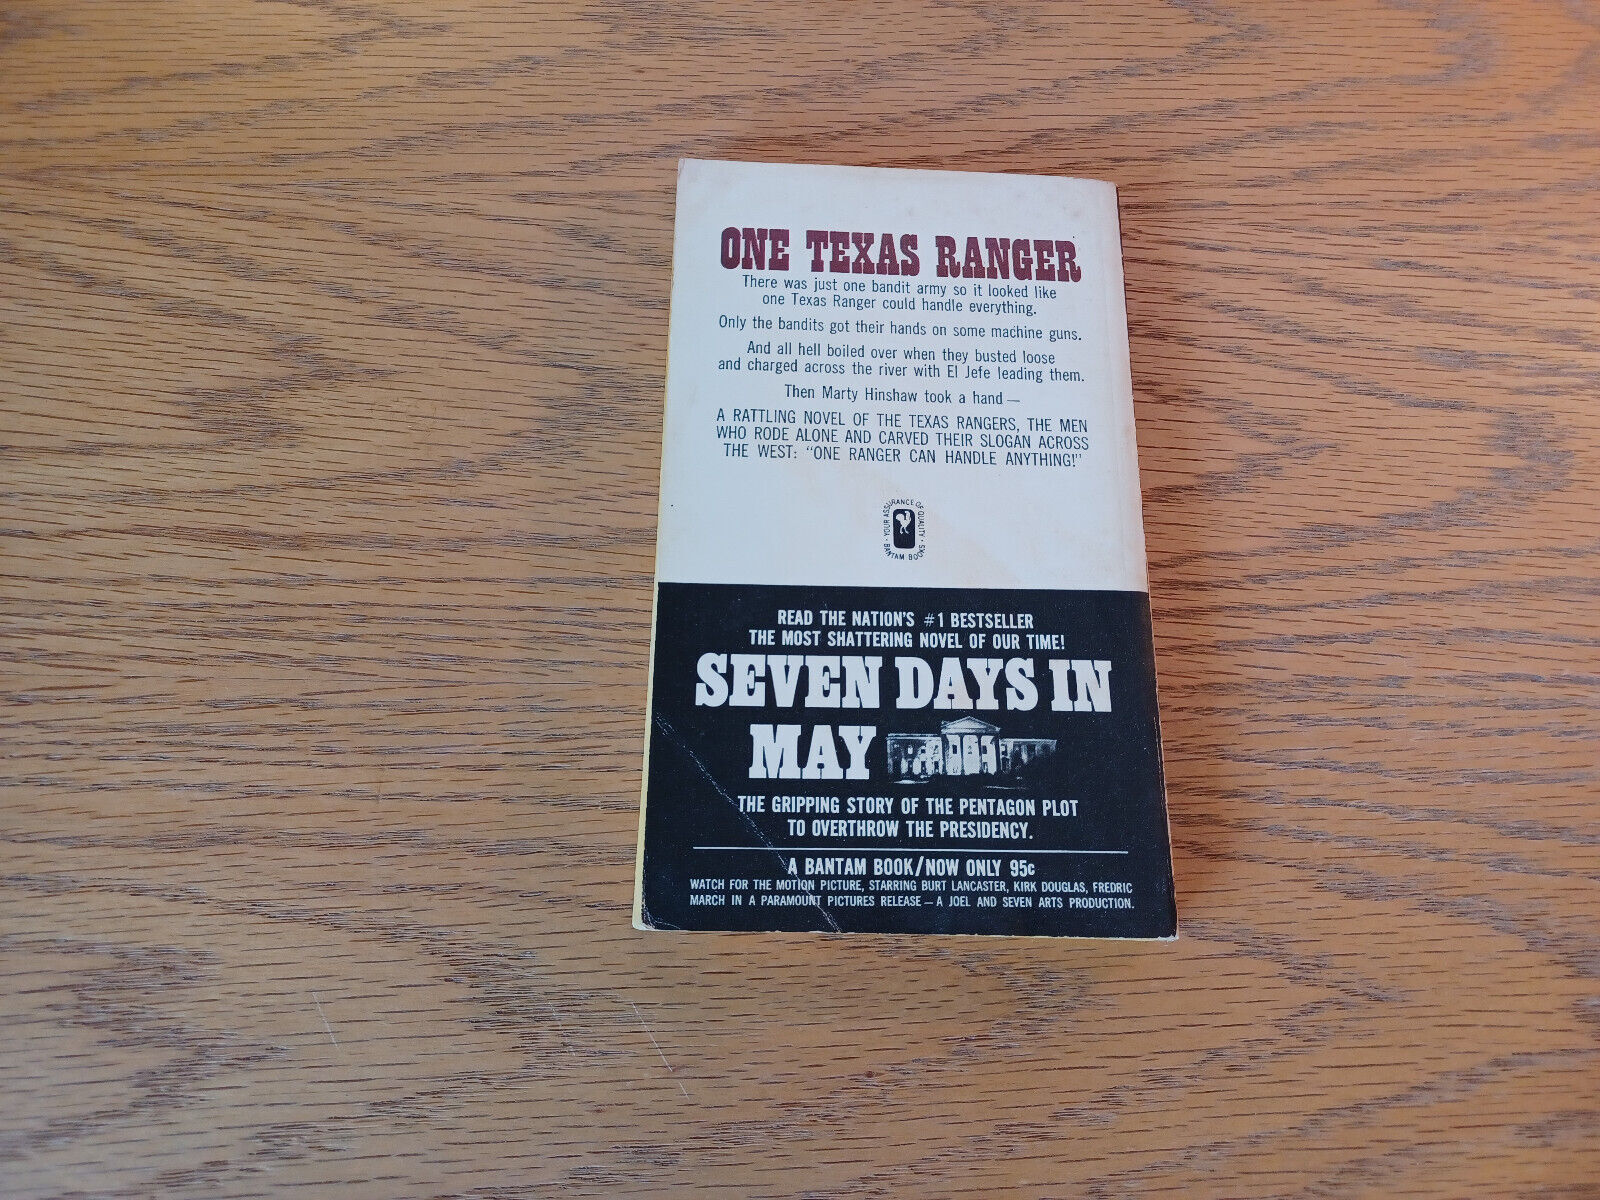 ONE TEXAS RANGER
There was just one bandit army so it looked like
one Texas Ranger could handle everything.
Only the bandits got their hands on some machine guns.
And all hell boiled over when they busted loose
and charged across the river with El Jefe leading them.
Then Marty Hinshaw took a hand—
A RATTLING NOVEL OF THE TEXAS RANGERS, THE MEN
WHO RODE ALONE AND CARVED THEIR SLOGAN ACROSS
THE WEST: "ONE RANGER CAN HANDLE ANYTHING!"
· YOUR ASSURANCE OF QUALITY ·
BANTAM BOOKS
READ THE NATION'S #1 BESTSELLER
THE MOST SHATTERING NOVEL OF OUR TIME!
SEVEN DAYS IN
MAY
THE GRIPPING STORY OF THE PENTAGON PLOT
TO OVERTHROW THE PRESIDENCY.
A BANTAM BOOK/NOW ONLY 95c
WATCH FOR THE MOTION PICTURE, STARRING BURT LANCASTER, KIRK DOUGLAS, FREDRIC
MARCH IN A PARAMOUNT PICTURES RELEASE—A JOEL AND SEVEN ARTS PRODUCTION.